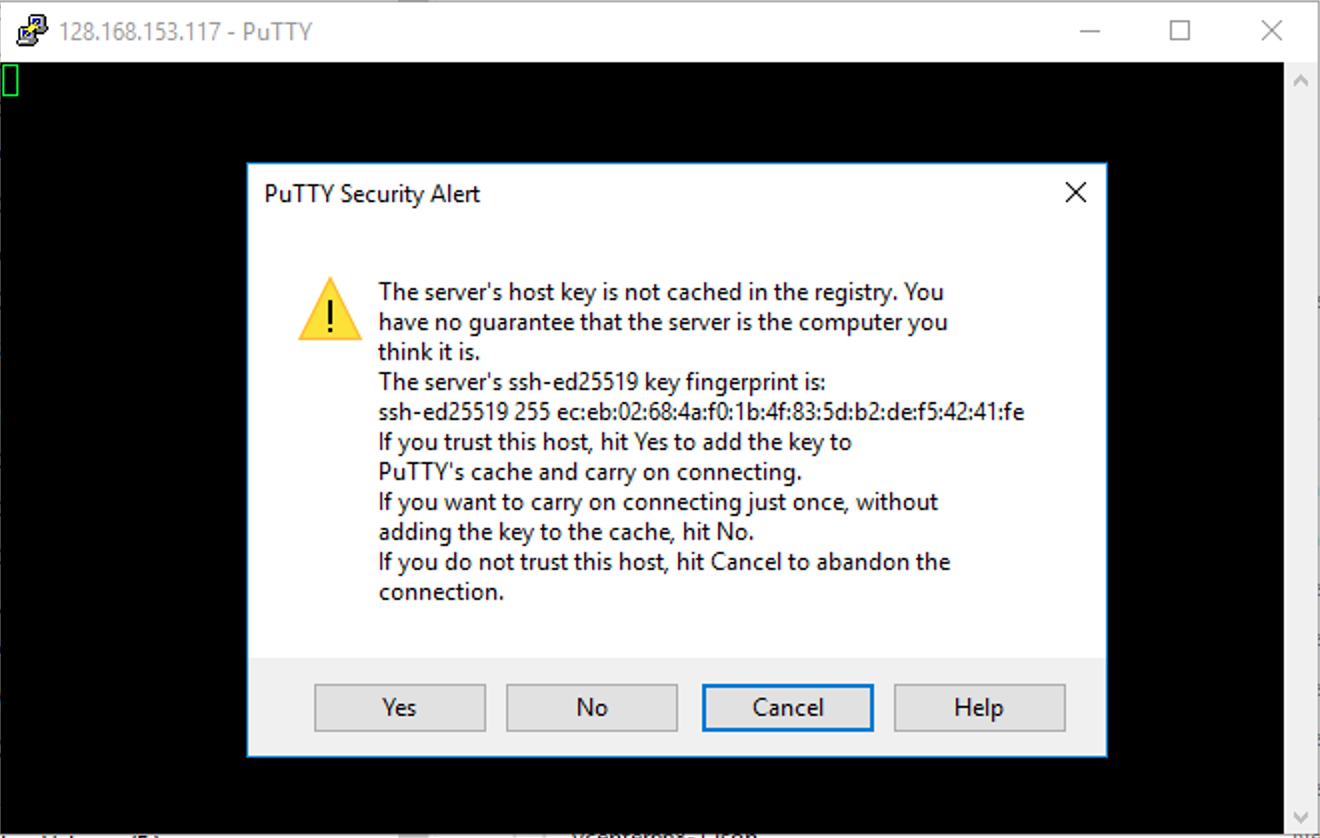 128.168.153.117 - PuTTY
PuTTY Security Alert
The server's host key is not cached in the registry. You
have no guarantee that the server is the computer you
think it is.
The server's ssh-ed25519 key fingerprint is:
ssh-ed25519 255 ec:eb:02:68:4a:f0:1b:4f:83:5d:b2:de:f5:42:41:fe
If you trust this host, hit Yes to add the key to
PuTTY's cache and carry on connecting.
If you want to carry on connecting just once, without
adding the key to the cache, hit No.
If you do not trust this host, hit Cancel to abandon the
connection.
Yes No Cancel Help